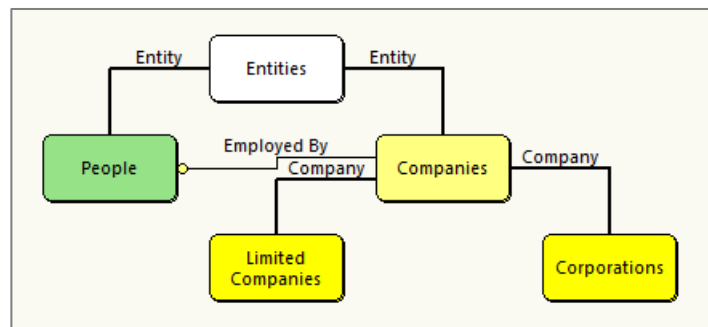 Entity
Entities
Entity
People
Employed By
Company
Companies
Company
Limited
Companies
Corporations